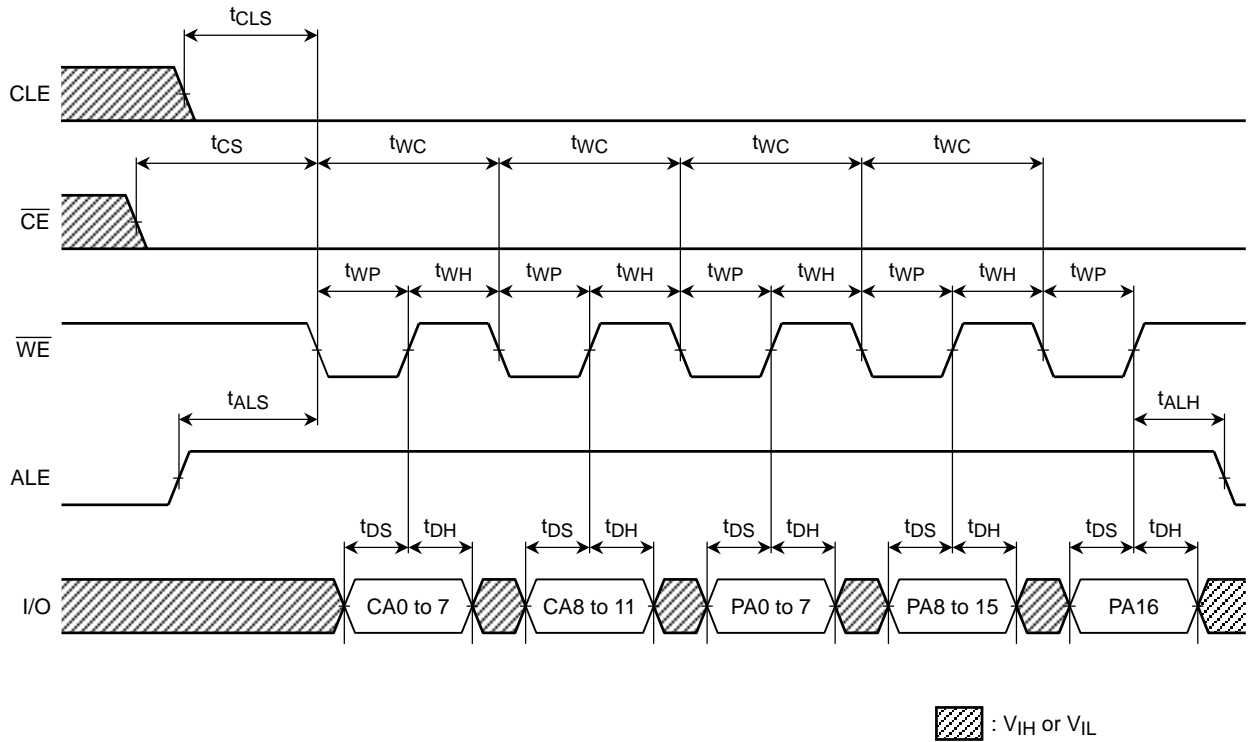 tCLS
CLE
tCS tWC tWC tWC tWC
CE
tWP tWH tWP tWH tWP tWH tWP tWH tWP
WE
tALS tALH
ALE
tDS tDH tDS tDH tDS tDH tDS tDH tDS tDH
I/O CA0 to 7 CA8 to 11 PA0 to 7 PA8 to 15 PA16
: VIH or VIL